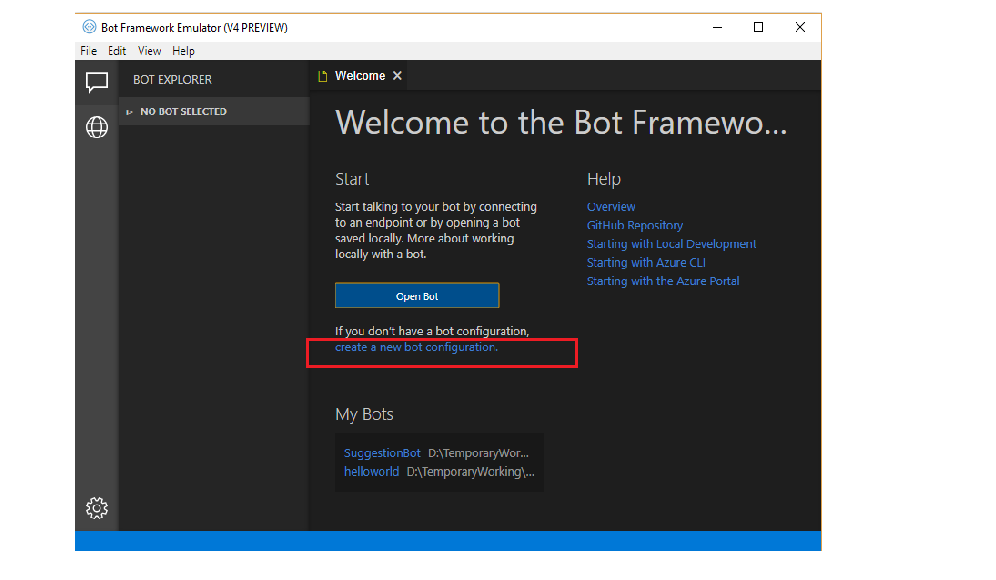 Bot Framework Emulator (V4 PREVIEW)
File Edit View Help
BOT EXPLORER
NO BOT SELECTED
Welcome
Welcome to the Bot Framewo...
Start
Start talking to your bot by connecting
to an endpoint or by opening a bot
saved locally. More about working
locally with a bot.
Open Bot
If you don't have a bot configuration,
create a new bot configuration.
My Bots
SuggestionBot D:\TemporaryWor...
helloworld D:\TemporaryWorking\...
Help
Overview
GitHub Repository
Starting with Local Development
Starting with Azure CLI
Starting with the Azure Portal